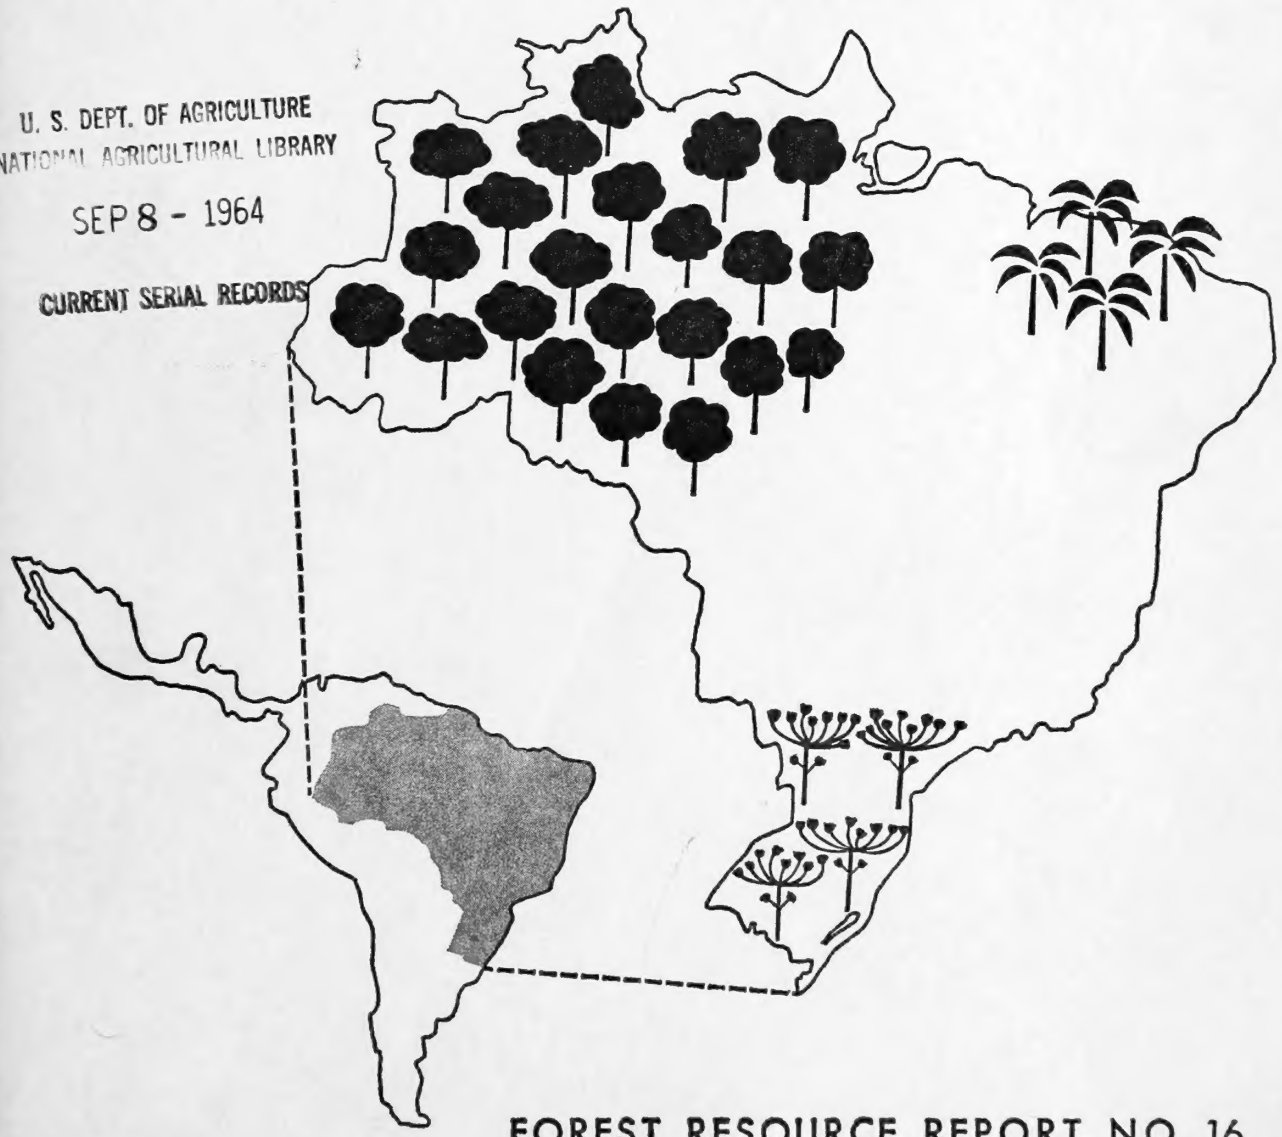 U. S. DEPT. OF AGRICULTURE
NATIONAL AGRICULTURAL LIBRARY
SEP 8 - 1964
CURRENT SERIAL RECORDS
FOREST RESOURCE REPORT NO. 16